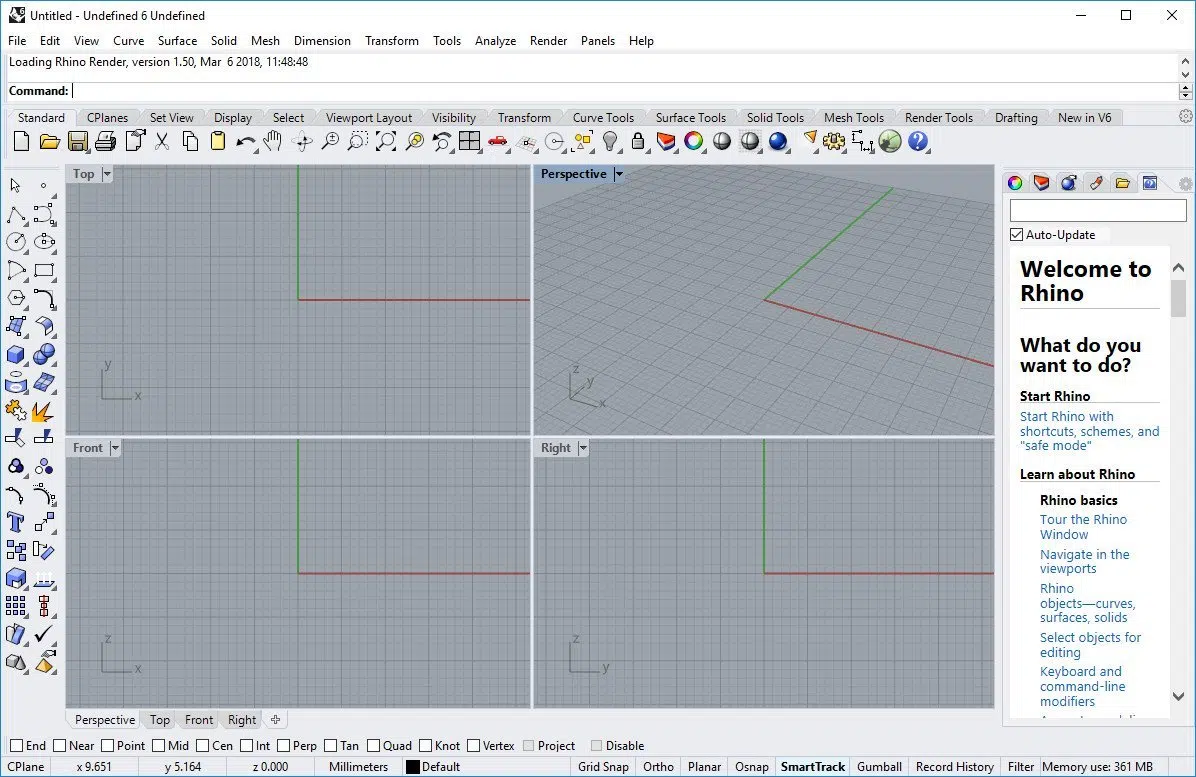 Untitled - Undefined 6 Undefined
File Edit View Curve Surface Solid Mesh Dimension Transform Tools Analyze Render Panels Help
Loading Rhino Render, version 1.50, Mar 6 2018, 11:48:48
Command:
Standard CPlanes Set View Display Select Viewport Layout Visibility Transform Curve Tools Surface Tools Solid Tools Mesh Tools Render Tools Drafting New in V6
Top
y
x
Perspective
z
y
x
Front
z
x
Right
z
y
Auto-Update
Welcome to
Rhino
What do you
want to do?
Start Rhino
Start Rhino with
shortcuts, schemes, and
"safe mode"
Learn about Rhino
Rhino basics
Tour the Rhino
Window
Navigate in the
viewports
Rhino
objects—curves,
surfaces, solids
Select objects for
editing
Keyboard and
command-line
modifiers
Perspective Top Front Right
End Near Point Mid Cen Int Perp Tan Quad Knot Vertex Project Disable
CPlane x 9.651 y 5.164 z 0.000 Millimeters Default Grid Snap Ortho Planar Osnap SmartTrack Gumball Record History Filter Memory use: 361 MB